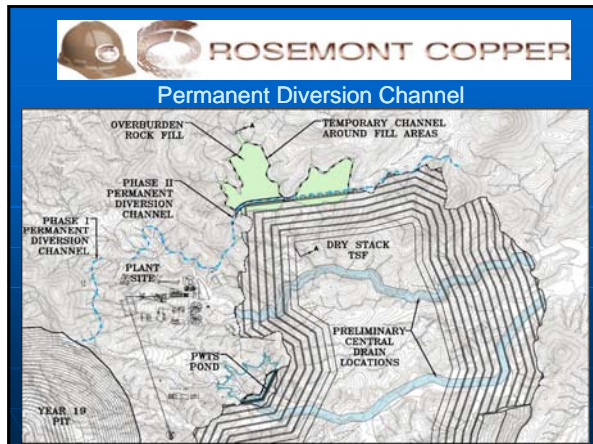 ROSEMONT COPPER
Permanent Diversion Channel
OVERBURDEN
ROCK FILL
A
TEMPORARY CHANNEL
AROUND FILL AREAS
PHASE II
PERMANENT
DIVERSION
CHANNEL
PHASE I
PERMANENT
DIVERSION
CHANNEL
A
DRY STACK
TSF
PLANT
SITE
PRELIMINARY
CENTRAL
DRAIN
LOCATIONS
PWTS
POND
YEAR 19
PIT